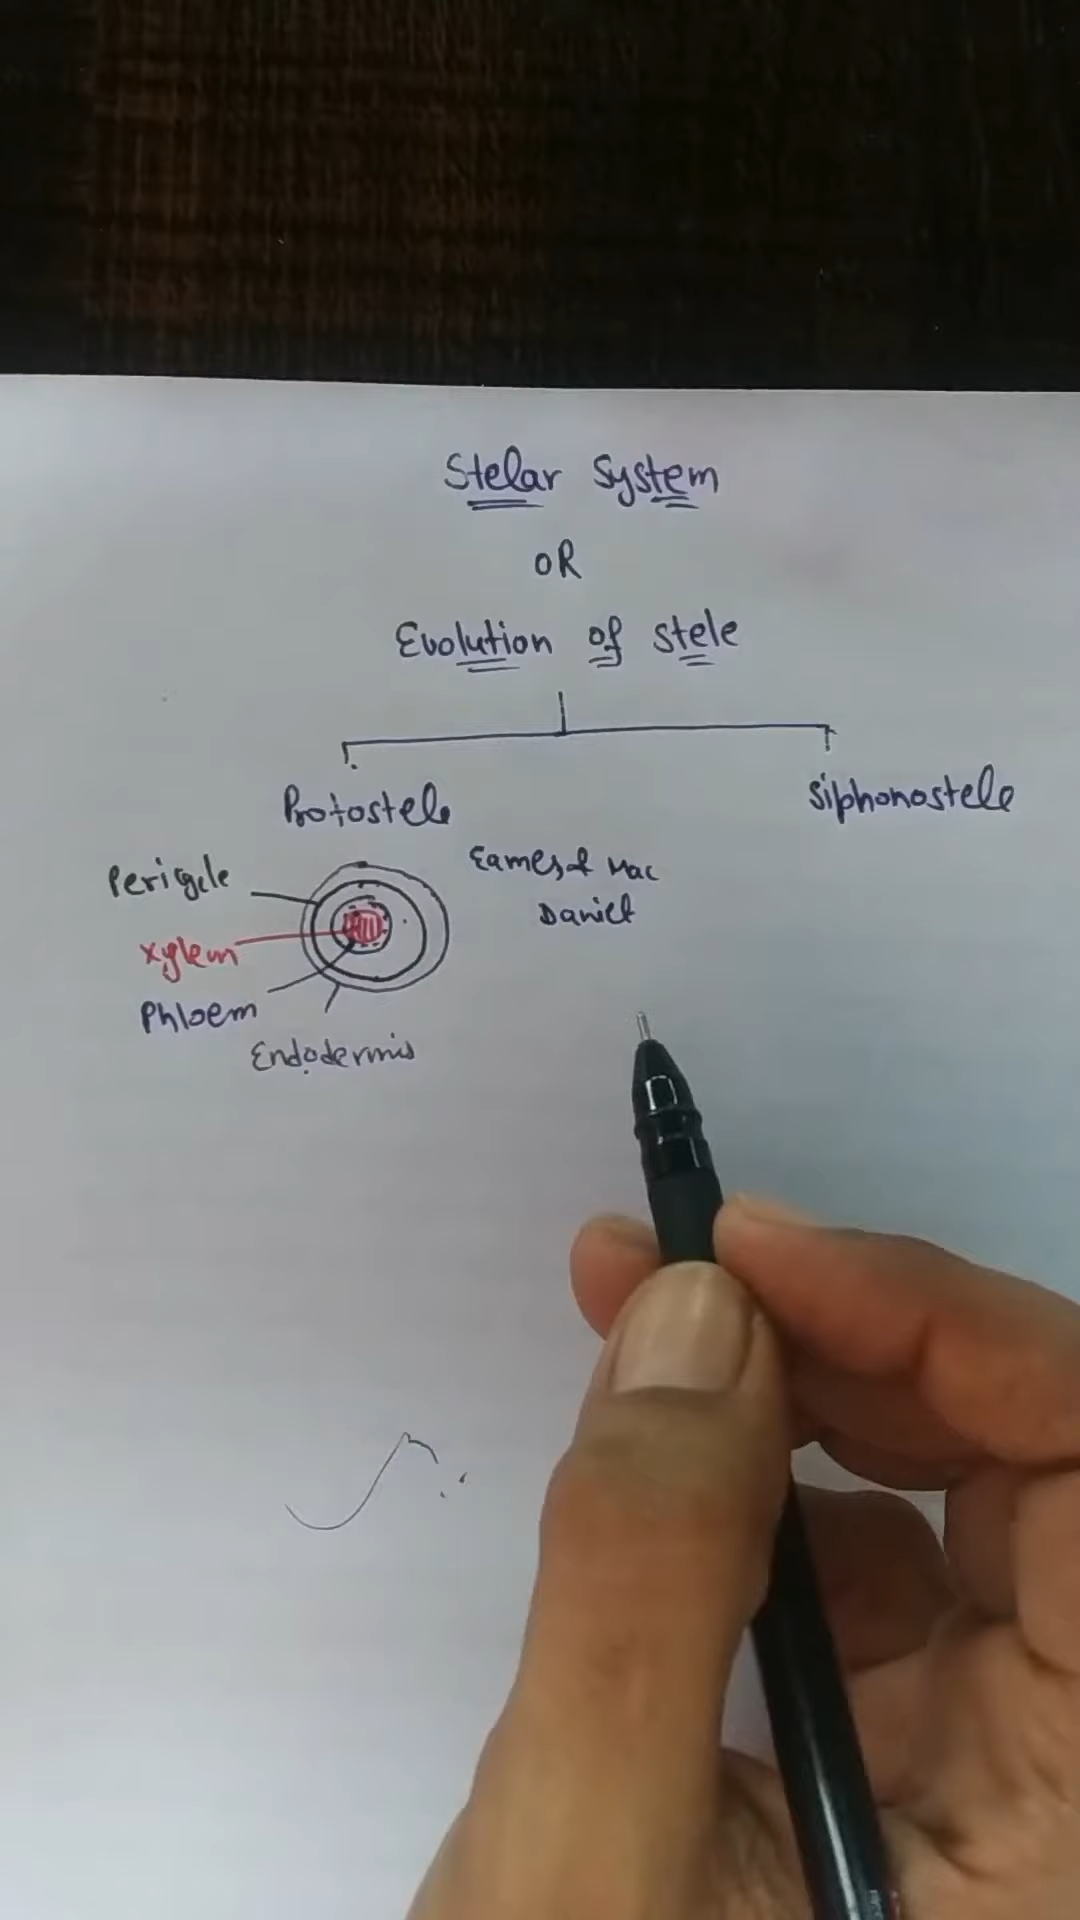 Stelar System
OR
Evolution of stele
Protostele
Siphonostele
Eames & Mac
Daniel
Pericycle
Xylem
Phloem
Endodermis